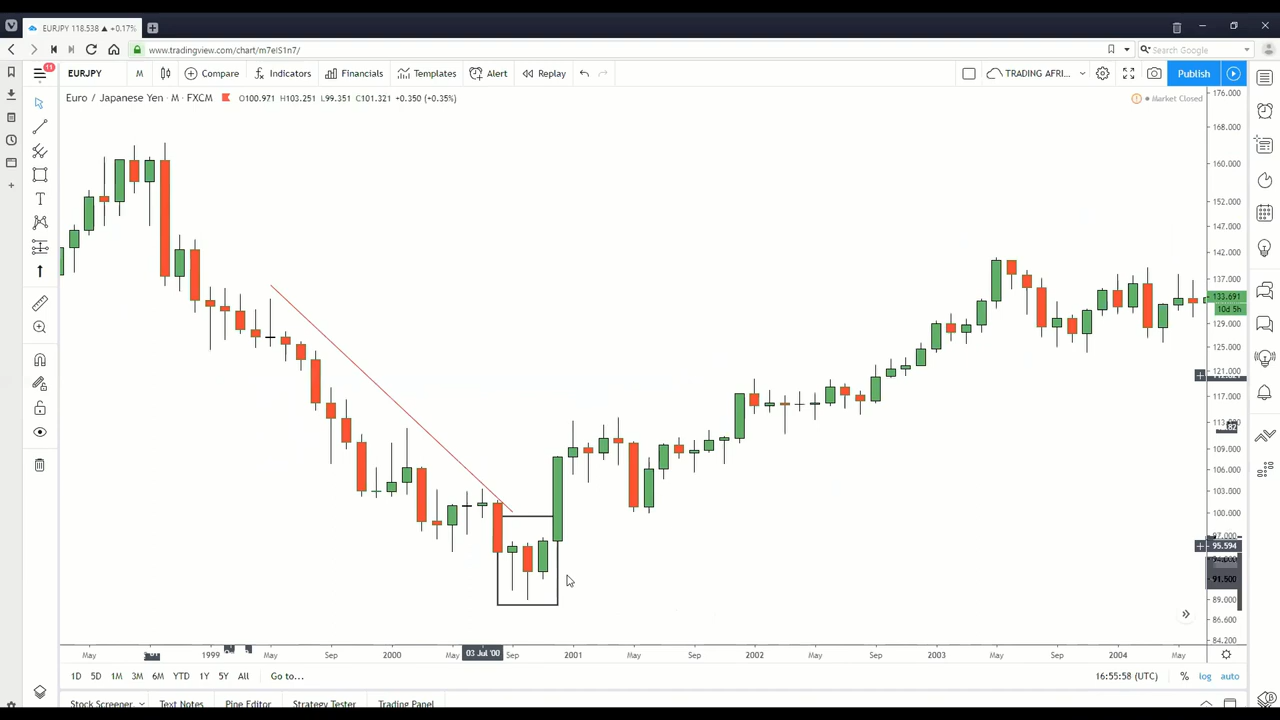 EURJPY 118.538 ▲ +0.17%
www.tradingview.com/chart/m7eIS1n7/
Search Google
11
EURJPY M Compare Indicators Financials Templates Alert Replay TRADING AFRI... Publish
Euro / Japanese Yen · M · FXCM O100.971 H103.251 L99.351 C101.321 +0.350 (+0.35%)
Market Closed
176.000
168.000
160.000
152.000
147.000
142.000
137.000
133.691
10d 5h
129.000
125.000
121.000
117.000
109.000
106.000
103.000
100.000
95.594
91.500
89.000
86.600
84.200
May 1999 May Sep 2000 May 03 Jul '00 Sep 2001 May Sep 2002 May Sep 2003 May Sep 2004 May
1D 5D 1M 3M 6M YTD 1Y 5Y All Go to... 16:55:58 (UTC) % log auto
Stock Screener Text Notes Pine Editor Strategy Tester Trading Panel